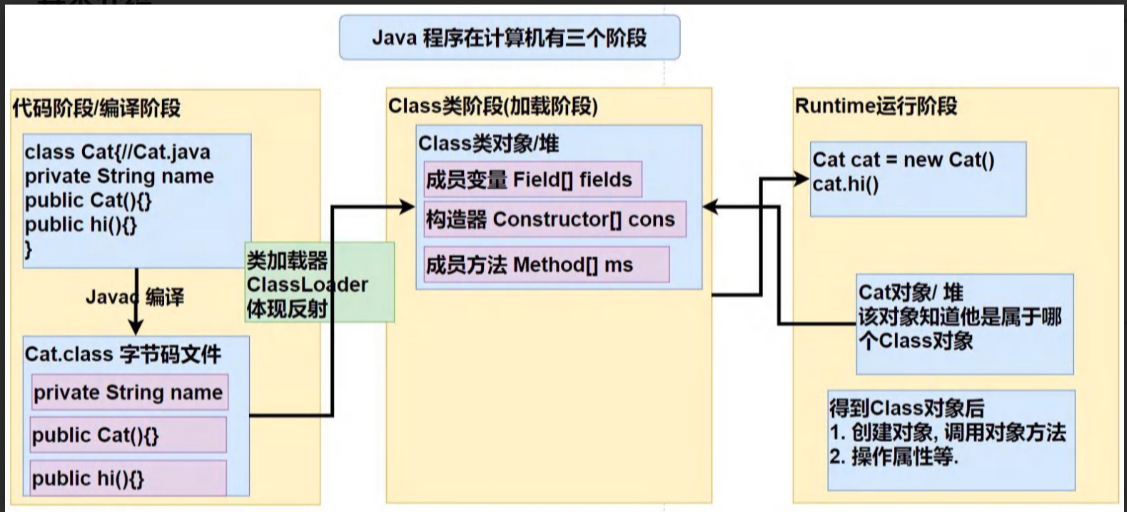 Java 程序在计算机有三个阶段
代码阶段/编译阶段
class Cat{//Cat.java
private String name
public Cat(){}
public hi(){}
}
Javac 编译
Cat.class 字节码文件
private String name
public Cat(){}
public hi(){}
类加载器
ClassLoader
体现反射
Class类阶段(加载阶段)
Class类对象/堆
成员变量 Field[] fields
构造器 Constructor[] cons
成员方法 Method[] ms
Runtime运行阶段
Cat cat = new Cat()
cat.hi()
Cat对象/ 堆
该对象知道他是属于哪
个Class对象
得到Class对象后
1. 创建对象, 调用对象方法
2. 操作属性等.